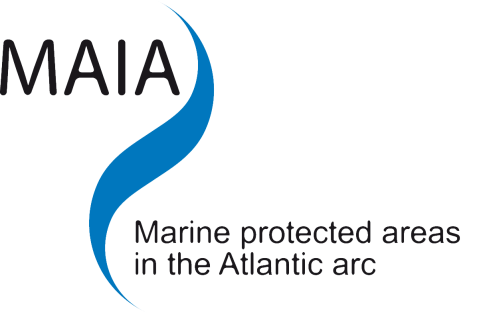 MAIA
Marine protected areas
in the Atlantic arc